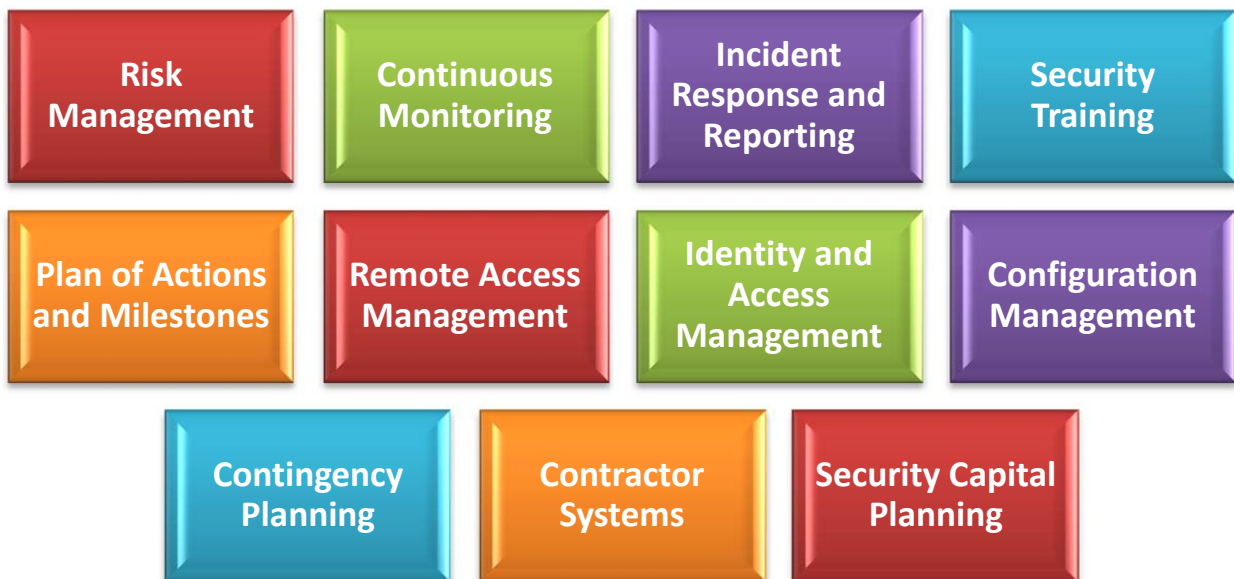 Risk
Management
Continuous
Monitoring
Incident
Response and
Reporting
Security
Training
Plan of Actions
and Milestones
Remote Access
Management
Identity and
Access
Management
Configuration
Management
Contingency
Planning
Contractor
Systems
Security Capital
Planning